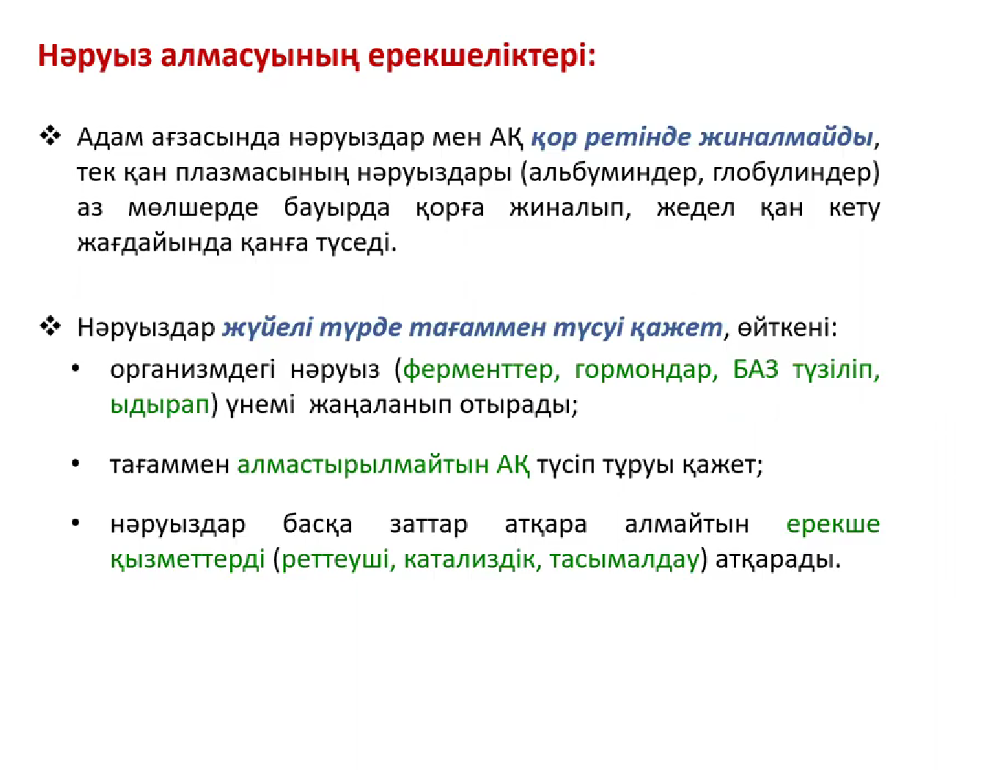 Нәруыз алмасуының ерекшеліктері:
❖ Адам ағзасында нәруыздар мен АҚ қор ретінде жиналмайды,
тек қан плазмасының нәруыздары (альбуминдер, глобулиндер)
аз мөлшерде бауырда қорға жиналып, жедел қан кету
жағдайында қанға түседі.
❖ Нәруыздар жүйелі түрде тағаммен түсуі қажет, өйткені:
• организмдегі нәруыз (ферменттер, гормондар, БАЗ түзіліп,
ыдырап) үнемі жаңаланып отырады;
• тағаммен алмастырылмайтын АҚ түсіп тұруы қажет;
• нәруыздар басқа заттар атқара алмайтын ерекше
қызметтерді (реттеуші, катализдік, тасымалдау) атқарады.